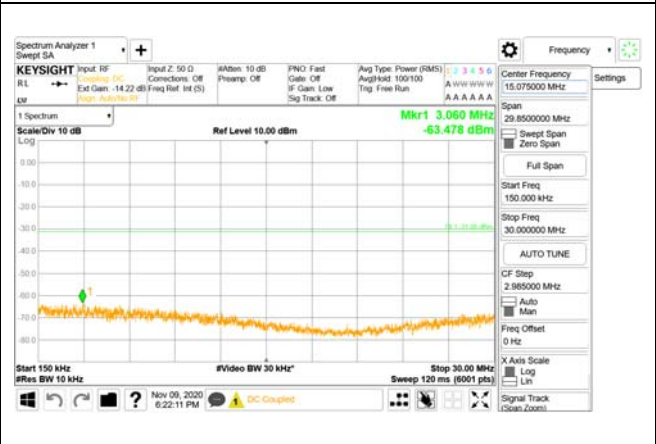 Spectrum Analyzer 1
Swept SA
Frequency
KEYSIGHT
RL
Input: RF
Coupling: DC
Ext Gain: -14.22 dB
Align: Auto/No RF
Input Z: 50 Ω
Corrections: Off
Freq Ref: Int (S)
#Atten: 10 dB
Preamp: Off
PNO: Fast
Gate: Off
IF Gain: Low
Sig Track: Off
Avg Type: Power (RMS)
Avg|Hold: 100/100
Trig: Free Run
1 2 3 4 5 6
A W W W W W
A A A A A A
1 Spectrum
Scale/Div 10 dB
Log
Ref Level 10.00 dBm
Mkr1 3.060 MHz
-63.478 dBm
0.00
-10.0
-20.0
-30.0
-40.0
-50.0
-60.0
-70.0
-80.0
1
Start 150 kHz
#Res BW 10 kHz
#Video BW 30 kHz*
Stop 30.00 MHz
Sweep 120 ms (6001 pts)
Nov 09, 2020
6:22:11 PM
DC Coupled
Center Frequency
15.075000 MHz
Settings
Span
29.8500000 MHz
Swept Span
Zero Span
Full Span
Start Freq
150.000 kHz
Stop Freq
30.000000 MHz
AUTO TUNE
CF Step
2.985000 MHz
Auto
Man
Freq Offset
0 Hz
X Axis Scale
Log
Lin
Signal Track
(Span Zoom)